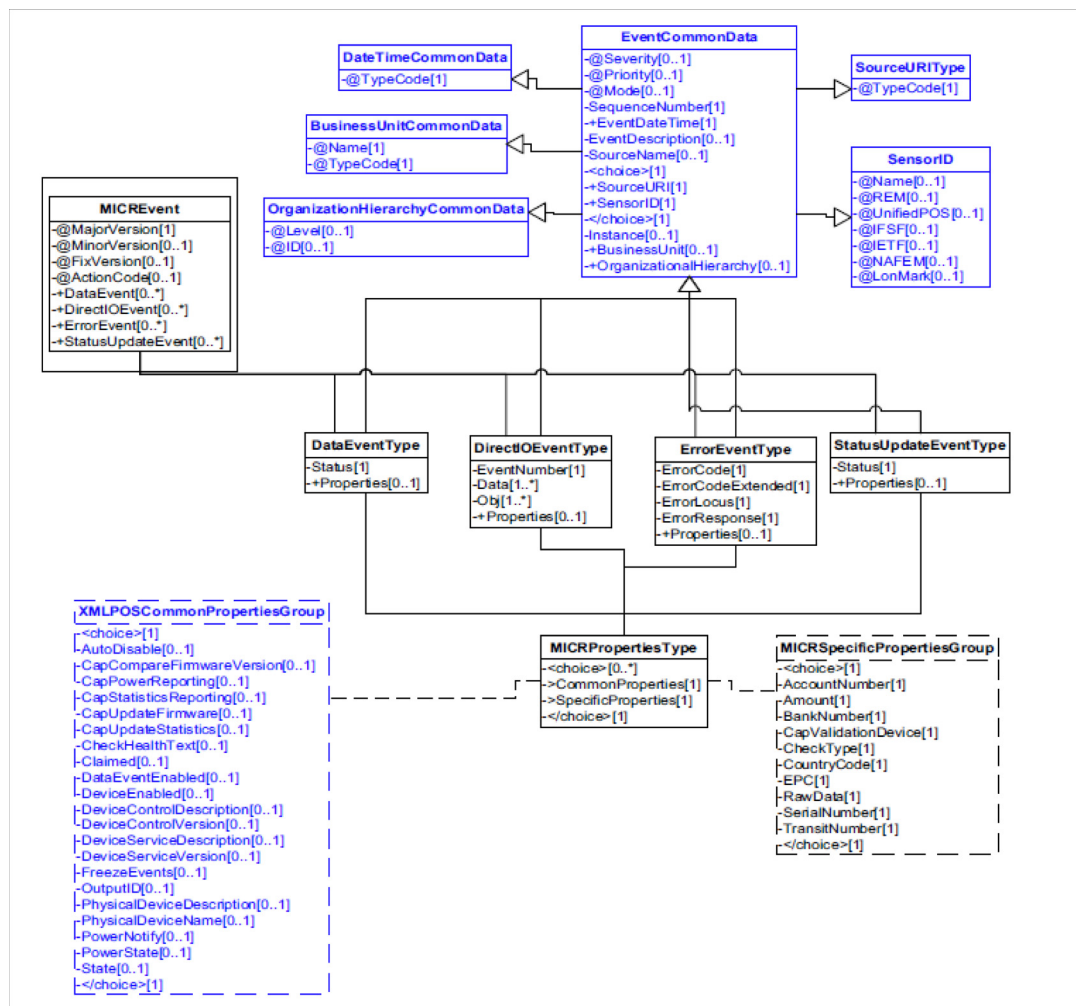 EventCommonData
-@Severity[0..1]
-@Priority[0..1]
-@Mode[0..1]
-SequenceNumber[1]
-+EventDateTime[1]
-EventDescription[0..1]
-SourceName[0..1]
-<choice>[1]
-+SourceURI[1]
-+SensorID[1]
-</choice>[1]
-Instance[0..1]
-+BusinessUnit[0..1]
-+OrganizationalHierarchy[0..1]
DateTimeCommonData
-@TypeCode[1]
SourceURIType
-@TypeCode[1]
BusinessUnitCommonData
-@Name[1]
-@TypeCode[1]
SensorID
-@Name[0..1]
-@REM[0..1]
-@UnifiedPOS[0..1]
-@IFSF[0..1]
-@IETF[0..1]
-@NAFEM[0..1]
-@LonMark[0..1]
OrganizationHierarchyCommonData
-@Level[0..1]
-@ID[0..1]
MICREvent
-@MajorVersion[1]
-@MinorVersion[0..1]
-@FixVersion[0..1]
-@ActionCode[0..1]
-+DataEvent[0..*]
-+DirectIOEvent[0..*]
-+ErrorEvent[0..*]
-+StatusUpdateEvent[0..*]
DataEventType
-Status[1]
-+Properties[0..1]
DirectIOEventType
-EventNumber[1]
-Data[1..*]
-Obj[1..*]
-+Properties[0..1]
ErrorEventType
-ErrorCode[1]
-ErrorCodeExtended[1]
-ErrorLocus[1]
-ErrorResponse[1]
-+Properties[0..1]
StatusUpdateEventType
-Status[1]
-+Properties[0..1]
XMLPOSCommonPropertiesGroup
-<choice>[1]
-AutoDisable[0..1]
-CapCompareFirmwareVersion[0..1]
-CapPowerReporting[0..1]
-CapStatisticsReporting[0..1]
-CapUpdateFirmware[0..1]
-CapUpdateStatistics[0..1]
-CheckHealthText[0..1]
-Claimed[0..1]
-DataEventEnabled[0..1]
-DeviceEnabled[0..1]
-DeviceControlDescription[0..1]
-DeviceControlVersion[0..1]
-DeviceServiceDescription[0..1]
-DeviceServiceVersion[0..1]
-FreezeEvents[0..1]
-OutputID[0..1]
-PhysicalDeviceDescription[0..1]
-PhysicalDeviceName[0..1]
-PowerNotify[0..1]
-PowerState[0..1]
-State[0..1]
-</choice>[1]
MICRPropertiesType
-<choice>[0..*]
->CommonProperties[1]
->SpecificProperties[1]
-</choice>[1]
MICRSpecificPropertiesGroup
-<choice>[1]
-AccountNumber[1]
-Amount[1]
-BankNumber[1]
-CapValidationDevice[1]
-CheckType[1]
-CountryCode[1]
-EPC[1]
-RawData[1]
-SerialNumber[1]
-TransitNumber[1]
-</choice>[1]